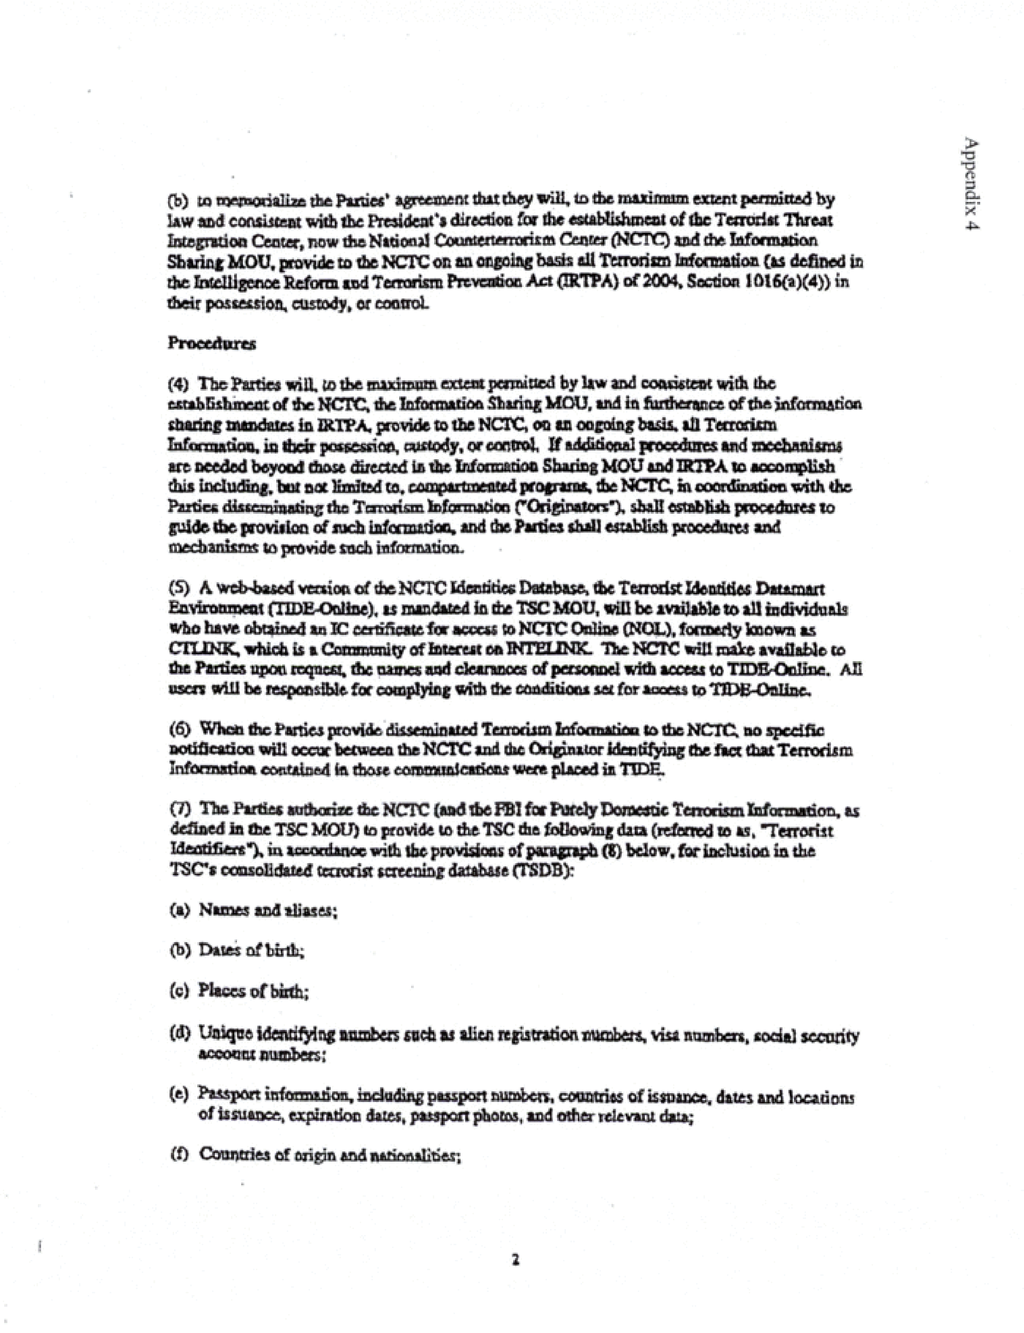 Appendix 4
(b) to memorialize the Parties' agreement that they will, to the maximum extent permitted by
law and consistent with the President's direction for the establishment of the Terrorist Threat
Integration Center, now the National Counterterrorism Center (NCTC) and the Information
Sharing MOU, provide to the NCTC on an ongoing basis all Terrorism Information (as defined in
the Intelligence Reform and Terrorism Prevention Act (IRTPA) of 2004, Section 1016(a)(4)) in
their possession, custody, or control.
Procedures
(4) The Parties will, to the maximum extent permitted by law and consistent with the
establishment of the NCTC, the Information Sharing MOU, and in furtherance of the information
sharing mandates in IRTPA, provide to the NCTC, on an ongoing basis, all Terrorism
Information, in their possession, custody, or control. If additional procedures and mechanisms
are needed beyond those directed in the Information Sharing MOU and IRTPA to accomplish
this including, but not limited to, compartmented programs, the NCTC, in coordination with the
Parties disseminating the Terrorism Information ("Originators"), shall establish procedures to
guide the provision of such information, and the Parties shall establish procedures and
mechanisms to provide such information.
(5) A web-based version of the NCTC Identities Database, the Terrorist Identities Datamart
Environment (TIDE-Online), as mandated in the TSC MOU, will be available to all individuals
who have obtained an IC certificate for access to NCTC Online (NOL), formerly known as
CTLINK, which is a Community of Interest on INTELINK. The NCTC will make available to
the Parties upon request, the names and clearances of personnel with access to TIDE-Online. All
users will be responsible for complying with the conditions set for access to TIDE-Online.
(6) When the Parties provide disseminated Terrorism Information to the NCTC, no specific
notification will occur between the NCTC and the Originator identifying the fact that Terrorism
Information contained in those communications were placed in TIDE.
(7) The Parties authorize the NCTC (and the FBI for Purely Domestic Terrorism Information, as
defined in the TSC MOU) to provide to the TSC the following data (referred to as, "Terrorist
Identifiers"), in accordance with the provisions of paragraph (8) below, for inclusion in the
TSC's consolidated terrorist screening database (TSDB):
(a) Names and aliases;
(b) Dates of birth;
(c) Places of birth;
(d) Unique identifying numbers such as alien registration numbers, visa numbers, social security
account numbers;
(e) Passport information, including passport numbers, countries of issuance, dates and locations
of issuance, expiration dates, passport photos, and other relevant data;
(f) Countries of origin and nationalities;
2